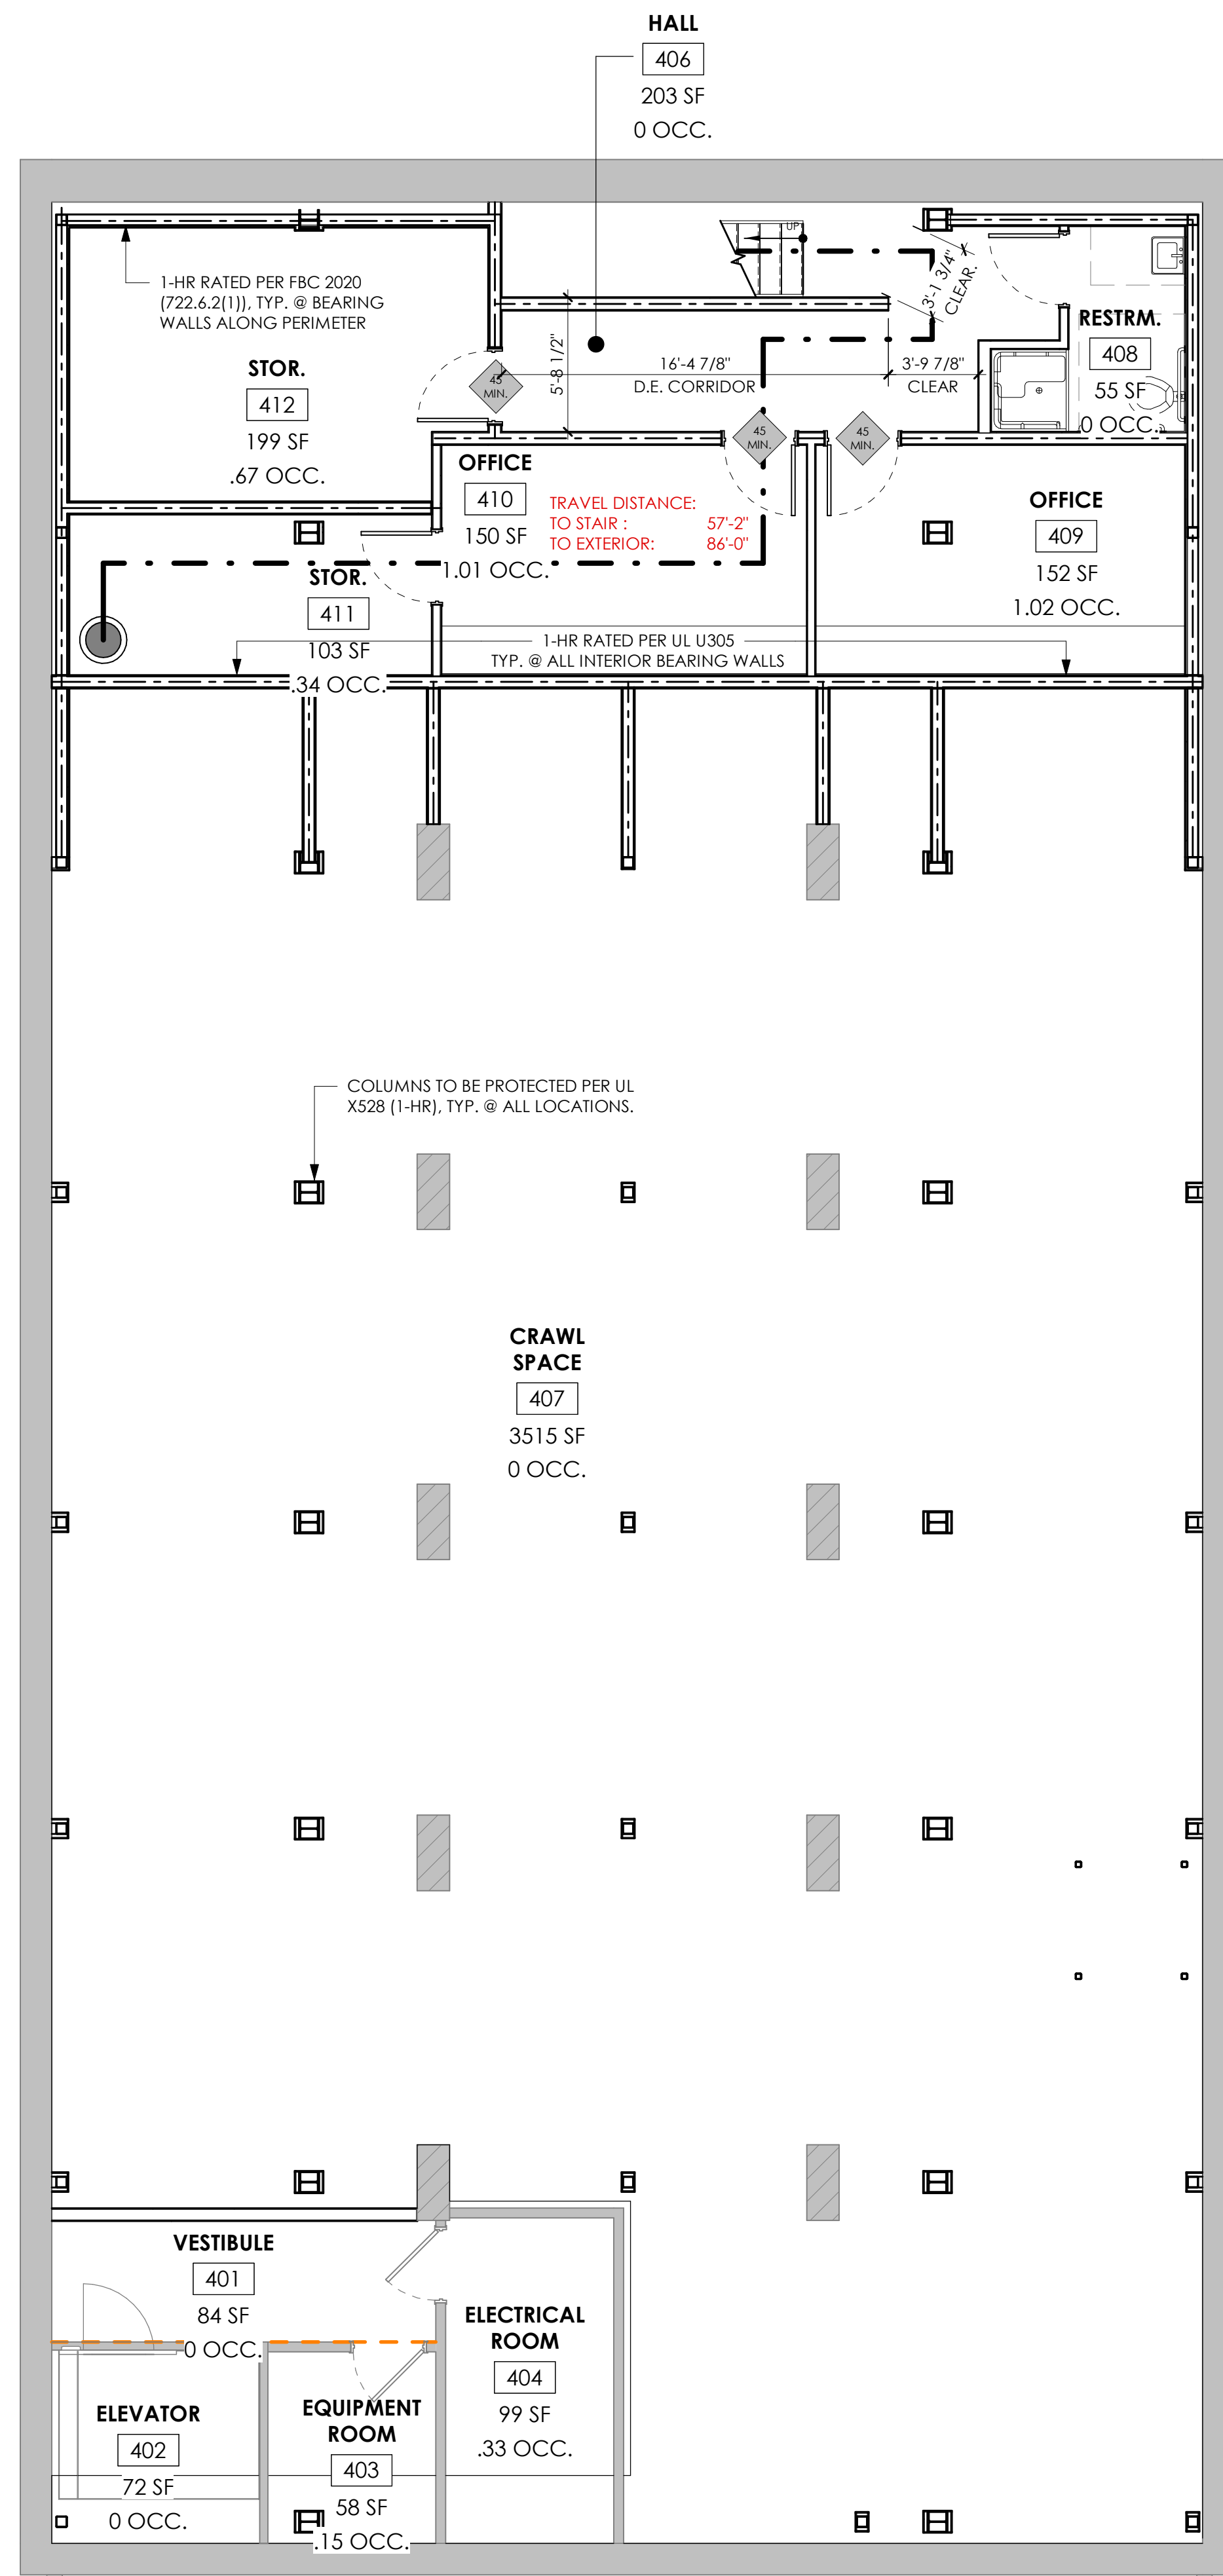 HALL
406
203 SF
0 OCC.
UP
1-HR RATED PER FBC 2020
(722.6.2(1)), TYP. @ BEARING
WALLS ALONG PERIMETER
3'-1 3/4"
CLEAR.
RESTRM.
408
55 SF
0 OCC.
STOR.
412
199 SF
.67 OCC.
45
MIN.
5'-8 1/2"
16'-4 7/8"
D.E. CORRIDOR
3'-9 7/8"
CLEAR
45
MIN.
45
MIN.
OFFICE
410
150 SF
1.01 OCC.
TRAVEL DISTANCE:
TO STAIR : 57'-2"
TO EXTERIOR: 86'-0"
OFFICE
409
152 SF
1.02 OCC.
STOR.
411
103 SF
.34 OCC.
1-HR RATED PER UL U305
TYP. @ ALL INTERIOR BEARING WALLS
COLUMNS TO BE PROTECTED PER UL
X528 (1-HR), TYP. @ ALL LOCATIONS.
CRAWL
SPACE
407
3515 SF
0 OCC.
VESTIBULE
401
84 SF
0 OCC.
ELECTRICAL
ROOM
404
99 SF
.33 OCC.
ELEVATOR
402
72 SF
0 OCC.
EQUIPMENT
ROOM
403
58 SF
.15 OCC.